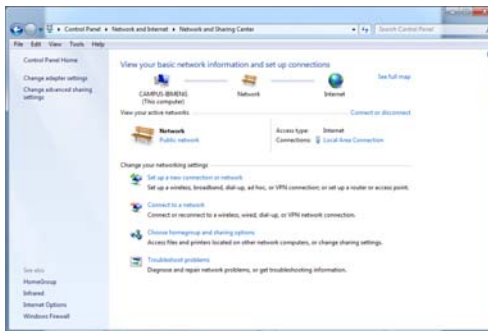 Control Panel ▸ Network and Internet ▸ Network and Sharing Center
Search Control Panel
File Edit View Tools Help
Control Panel Home
Change adapter settings
Change advanced sharing
settings
View your basic network information and set up connections
See full map
CAMPUS-
(This computer)
Network
Internet
View your active networks
Connect or disconnect
Network
Public network
Access type: Internet
Connections: Local Area Connection
Change your networking settings
Set up a new connection or network
Set up a wireless, broadband, dial-up, ad hoc, or VPN connection; or set up a router or access point.
Connect to a network
Connect or reconnect to a wireless, wired, dial-up, or VPN network connection.
Choose homegroup and sharing options
Access files and printers located on other network computers, or change sharing settings.
Troubleshoot problems
Diagnose and repair network problems, or get troubleshooting information.
See also
HomeGroup
Infrared
Internet Options
Windows Firewall